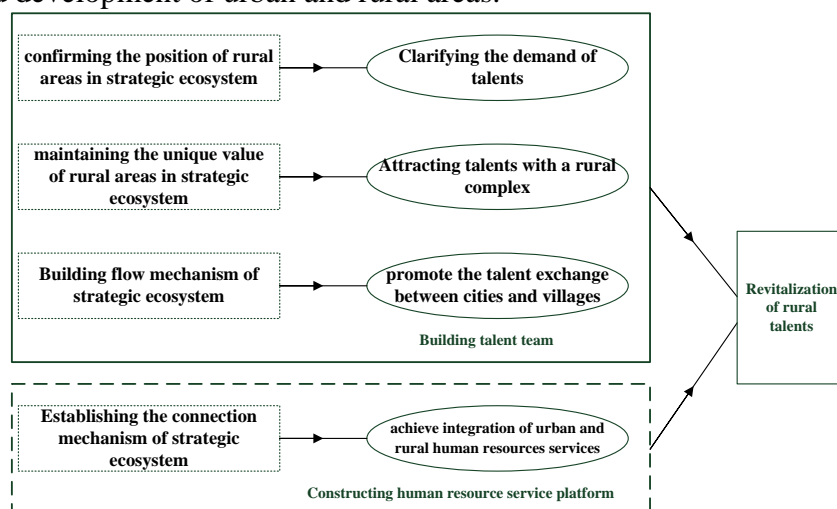 development of urban and rural areas.
confirming the position of rural
areas in strategic ecosystem
Clarifying the demand of
talents
maintaining the unique value
of rural areas in strategic
ecosystem
Attracting talents with a rural
complex
Building flow mechanism of
strategic ecosystem
promote the talent exchange
between cities and villages
Building talent team
Revitalization
of rural
talents
Establishing the connection
mechanism of strategic
ecosystem
achieve integration of urban and
rural human resources services
Constructing human resource service platform